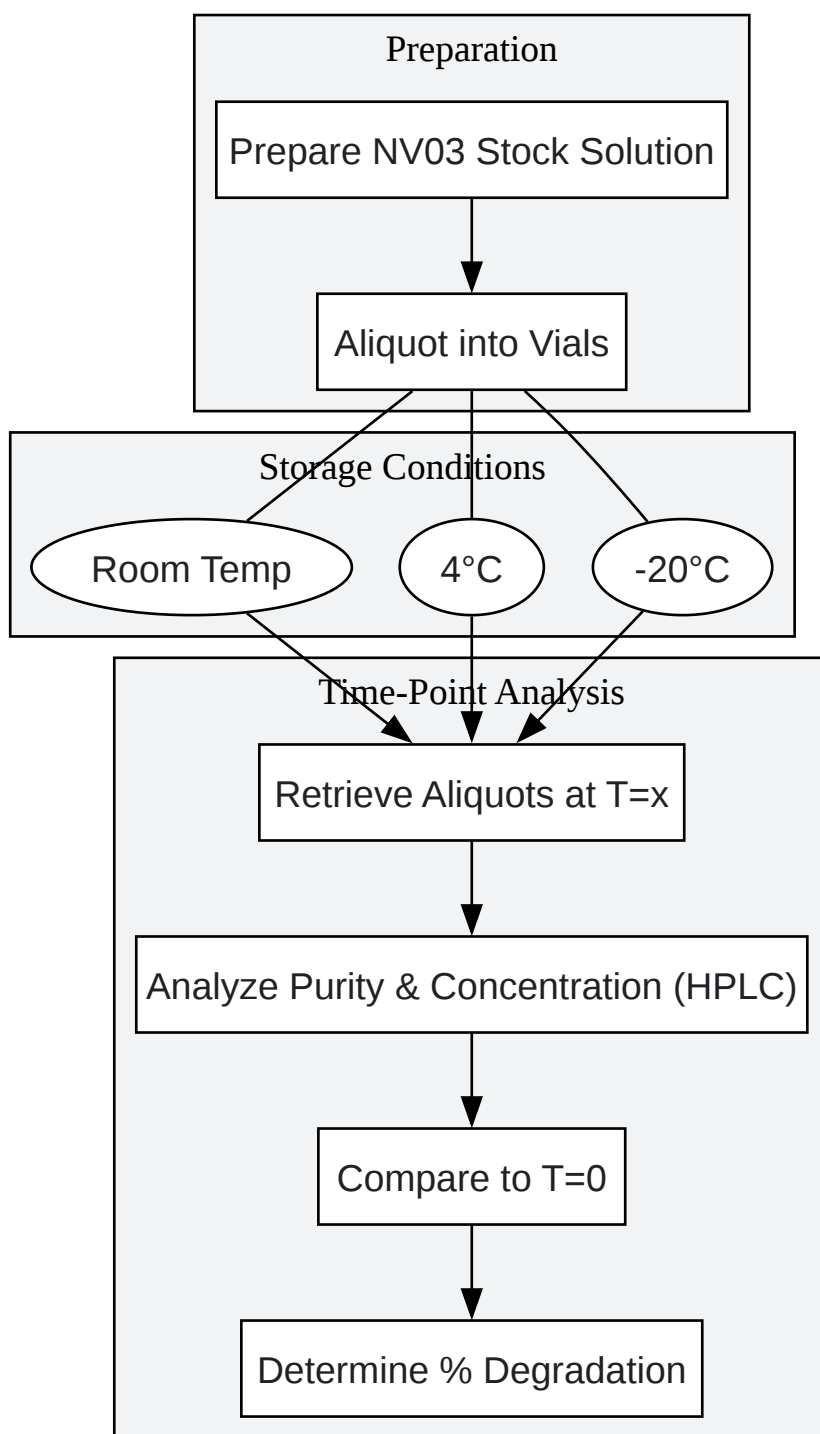 Preparation
Prepare NV03 Stock Solution
Aliquot into Vials
Storage Conditions
Room Temp
4°C
-20°C
Time-Point Analysis
Retrieve Aliquots at T=x
Analyze Purity & Concentration (HPLC)
Compare to T=0
Determine % Degradation